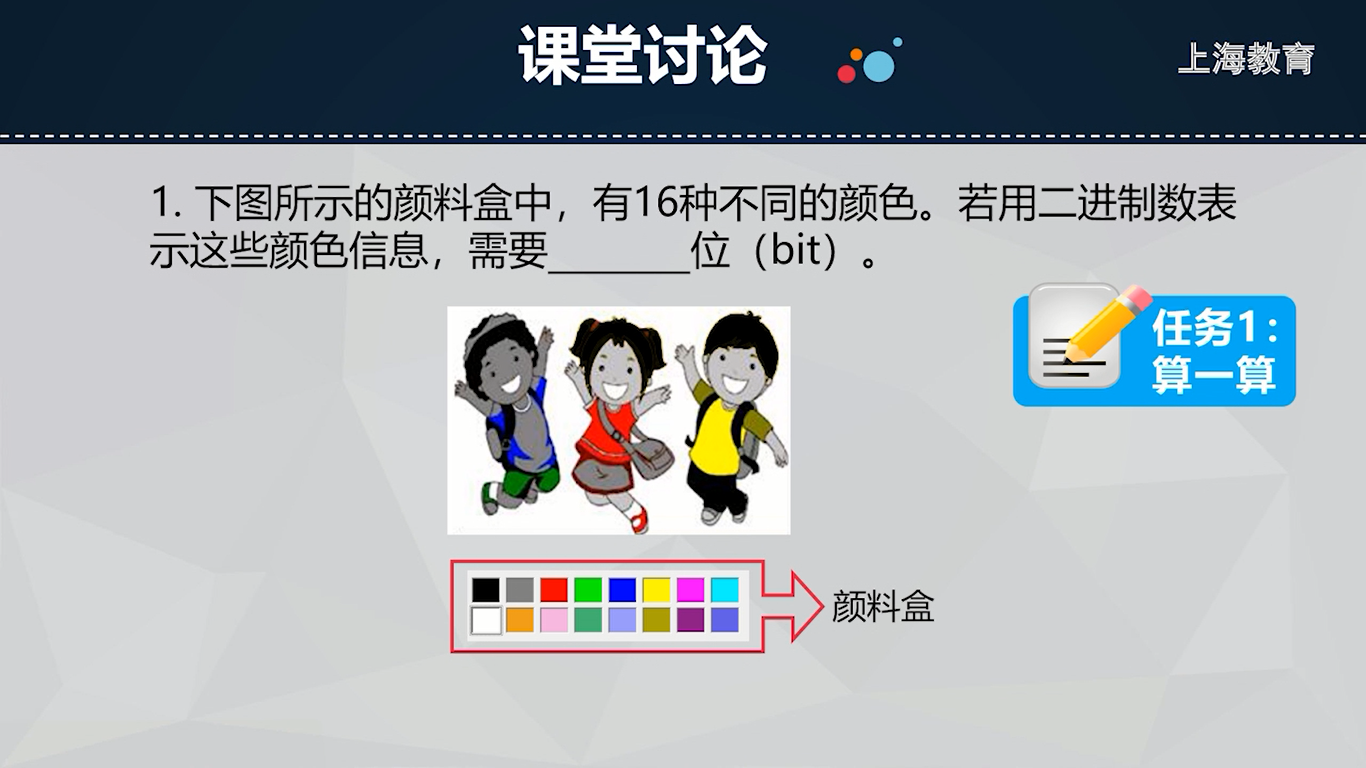 课堂讨论
上海教育
1. 下图所示的颜料盒中，有16种不同的颜色。若用二进制数表
示这些颜色信息，需要_______位（bit）。
任务1：
算一算
颜料盒